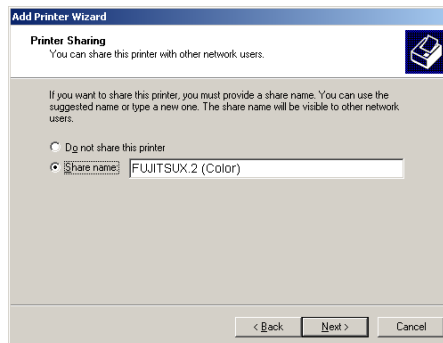 Add Printer Wizard
Printer Sharing
You can share this printer with other network users.
If you want to share this printer, you must provide a share name. You can use the
suggested name or type a new one. The share name will be visible to other network
users.
Do not share this printer
Share name: FUJITSUX.2 (Color)
< Back Next > Cancel